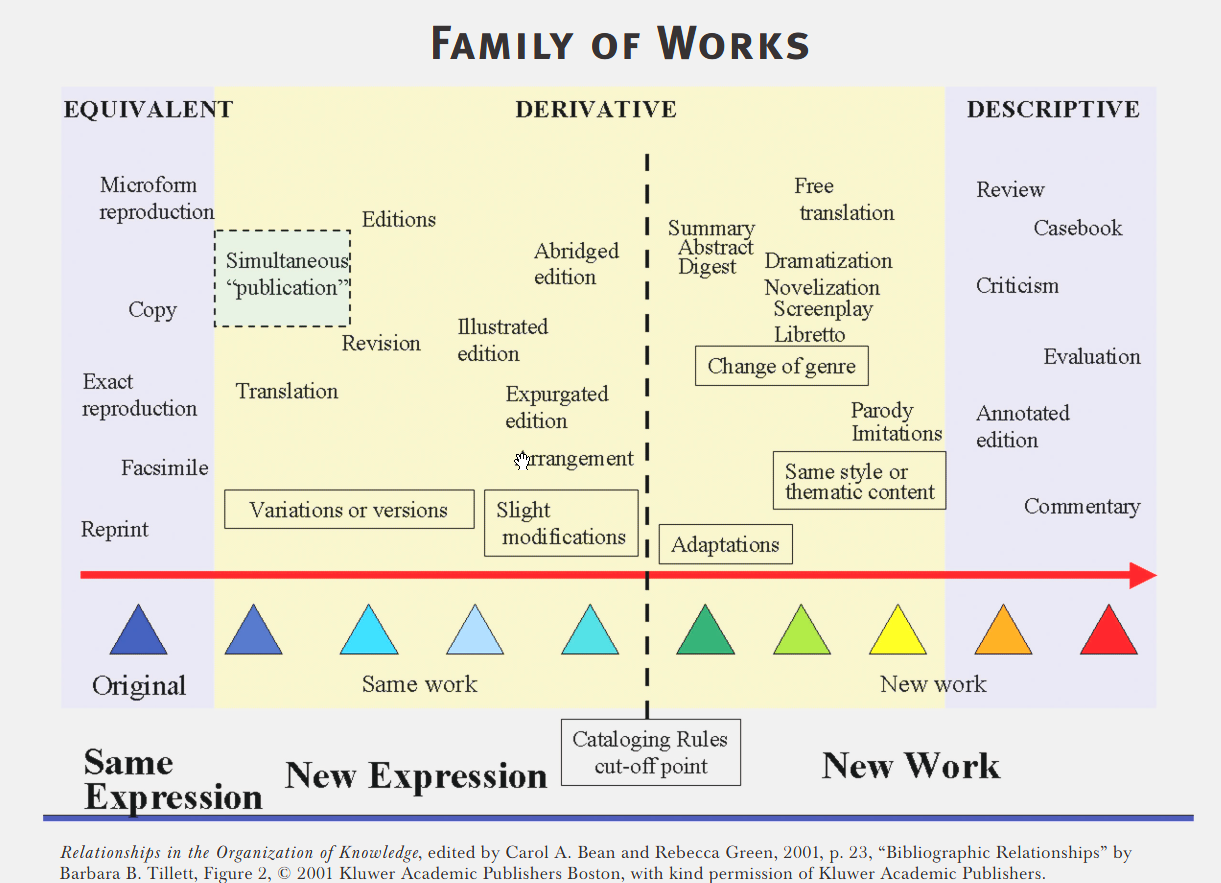 FAMILY OF WORKS
EQUIVALENT
DERIVATIVE
DESCRIPTIVE
Microform
reproduction
Copy
Exact
reproduction
Facsimile
Reprint
Simultaneous
“publication”
Editions
Revision
Translation
Abridged
edition
Illustrated
edition
Expurgated
edition
rrangement
Variations or versions
Slight
modifications
Summary
Abstract
Digest
Free
translation
Dramatization
Novelization
Screenplay
Libretto
Change of genre
Parody
Imitations
Same style or
thematic content
Adaptations
Review
Casebook
Criticism
Evaluation
Annotated
edition
Commentary
Original
Same work
New work
Cataloging Rules
cut-off point
Same
Expression
New Expression
New Work
Relationships in the Organization of Knowledge, edited by Carol A. Bean and Rebecca Green, 2001, p. 23, “Bibliographic Relationships” by
Barbara B. Tillett, Figure 2, © 2001 Kluwer Academic Publishers Boston, with kind permission of Kluwer Academic Publishers.